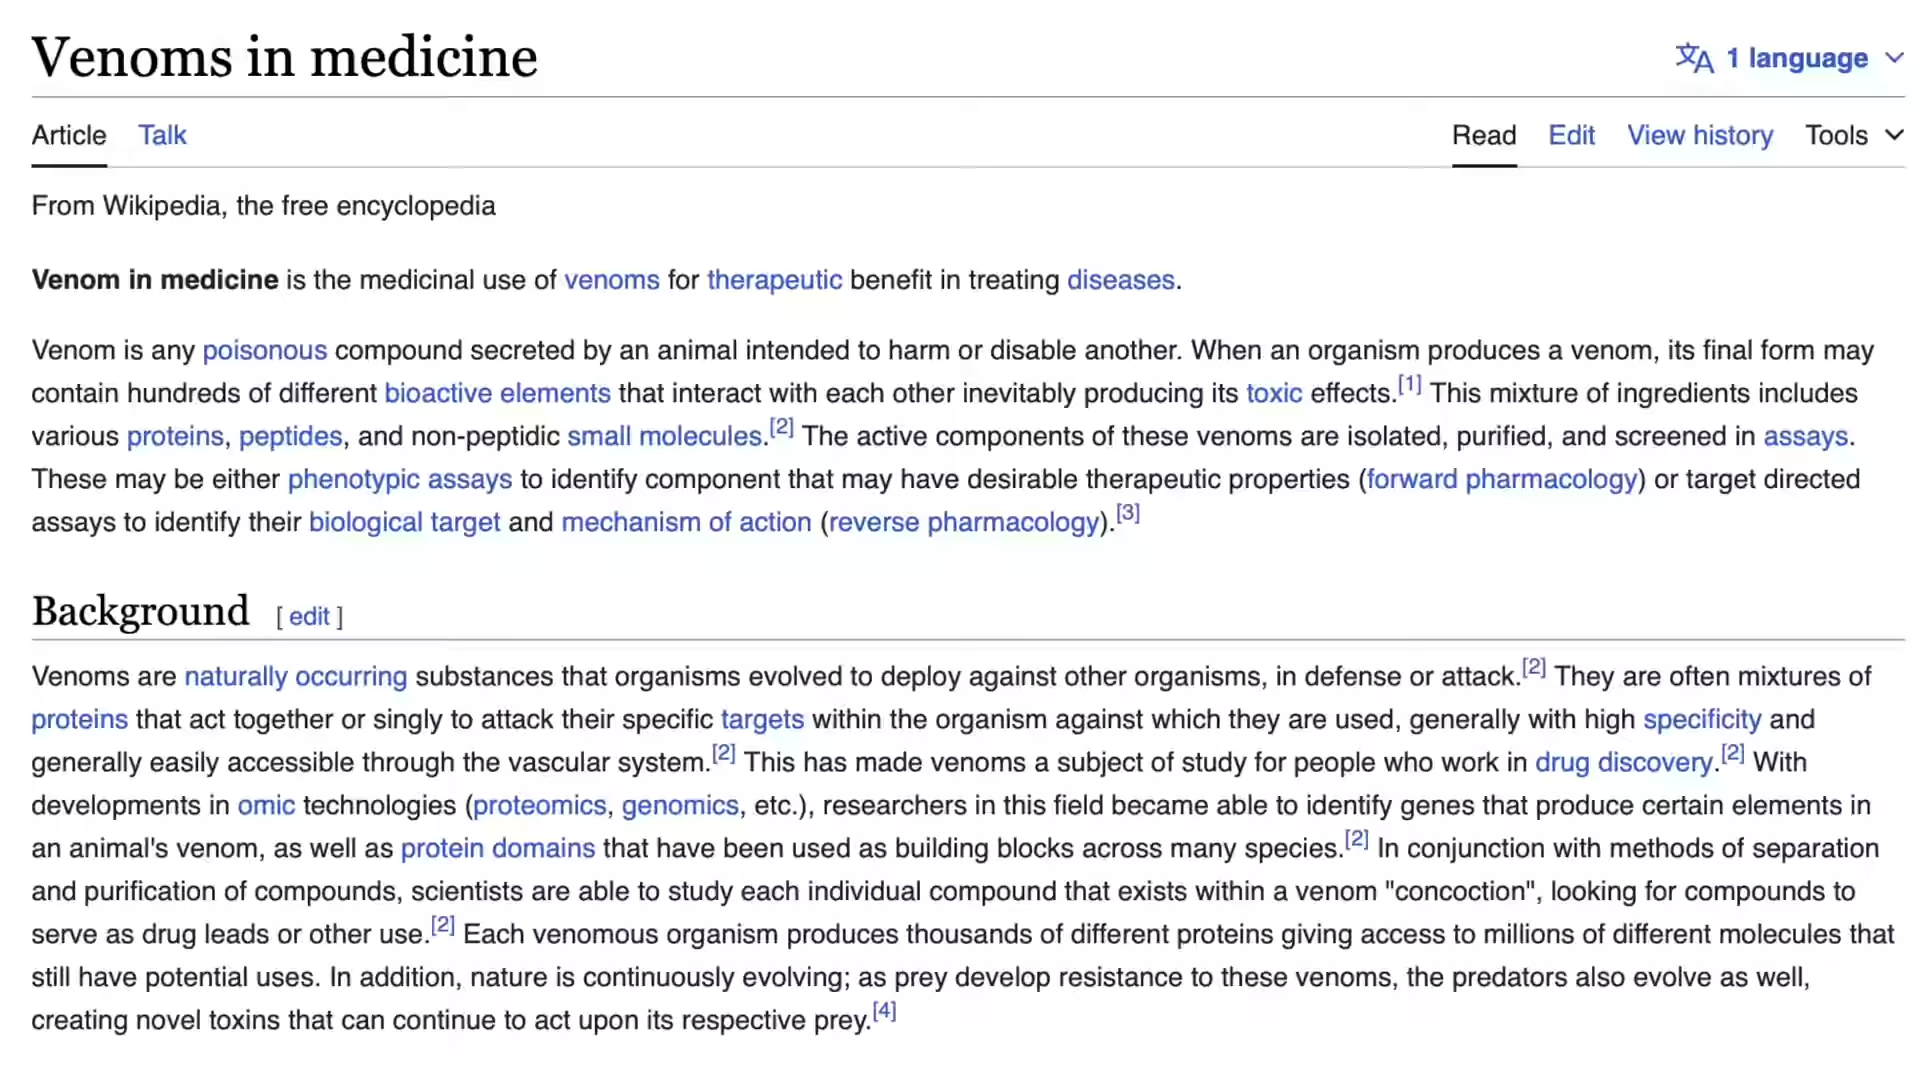 Venoms in medicine
1 language
Article Talk Read Edit View history Tools
From Wikipedia, the free encyclopedia
Venom in medicine is the medicinal use of venoms for therapeutic benefit in treating diseases.
Venom is any poisonous compound secreted by an animal intended to harm or disable another. When an organism produces a venom, its final form may
contain hundreds of different bioactive elements that interact with each other inevitably producing its toxic effects.[1] This mixture of ingredients includes
various proteins, peptides, and non-peptidic small molecules.[2] The active components of these venoms are isolated, purified, and screened in assays.
These may be either phenotypic assays to identify component that may have desirable therapeutic properties (forward pharmacology) or target directed
assays to identify their biological target and mechanism of action (reverse pharmacology).[3]
Background [ edit ]
Venoms are naturally occurring substances that organisms evolved to deploy against other organisms, in defense or attack.[2] They are often mixtures of
proteins that act together or singly to attack their specific targets within the organism against which they are used, generally with high specificity and
generally easily accessible through the vascular system.[2] This has made venoms a subject of study for people who work in drug discovery.[2] With
developments in omic technologies (proteomics, genomics, etc.), researchers in this field became able to identify genes that produce certain elements in
an animal's venom, as well as protein domains that have been used as building blocks across many species.[2] In conjunction with methods of separation
and purification of compounds, scientists are able to study each individual compound that exists within a venom "concoction", looking for compounds to
serve as drug leads or other use.[2] Each venomous organism produces thousands of different proteins giving access to millions of different molecules that
still have potential uses. In addition, nature is continuously evolving; as prey develop resistance to these venoms, the predators also evolve as well,
creating novel toxins that can continue to act upon its respective prey.[4]